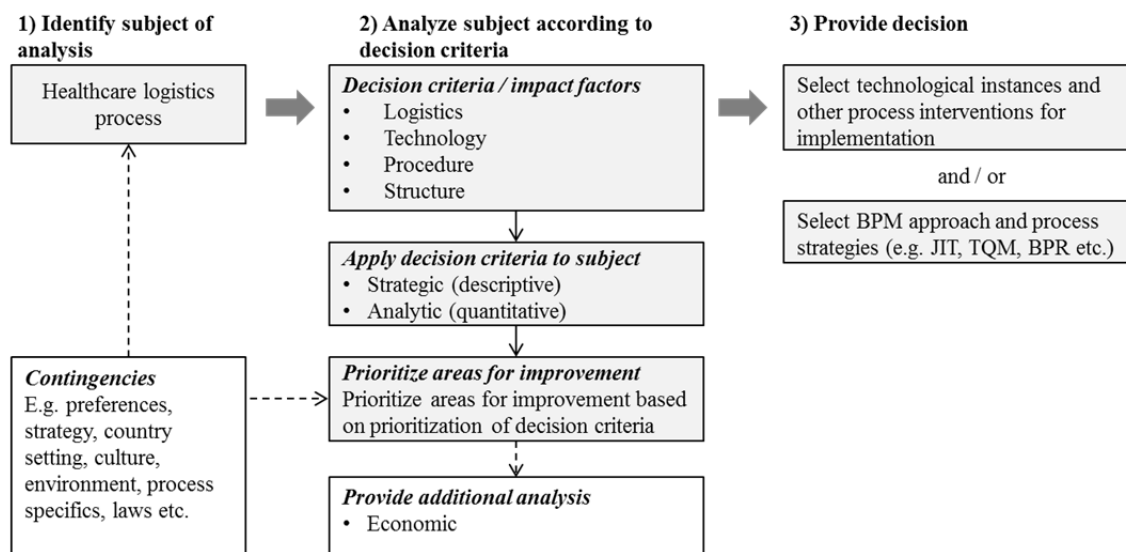 1) Identify subject of
analysis
Healthcare logistics
process
Contingencies
E.g. preferences,
strategy, country
setting, culture,
environment, process
specifics, laws etc.
2) Analyze subject according to
decision criteria
Decision criteria / impact factors
• Logistics
• Technology
• Procedure
• Structure
Apply decision criteria to subject
• Strategic (descriptive)
• Analytic (quantitative)
Prioritize areas for improvement
Prioritize areas for improvement based
on prioritization of decision criteria
Provide additional analysis
• Economic
3) Provide decision
Select technological instances and
other process interventions for
implementation
and / or
Select BPM approach and process
strategies (e.g. JIT, TQM, BPR etc.)